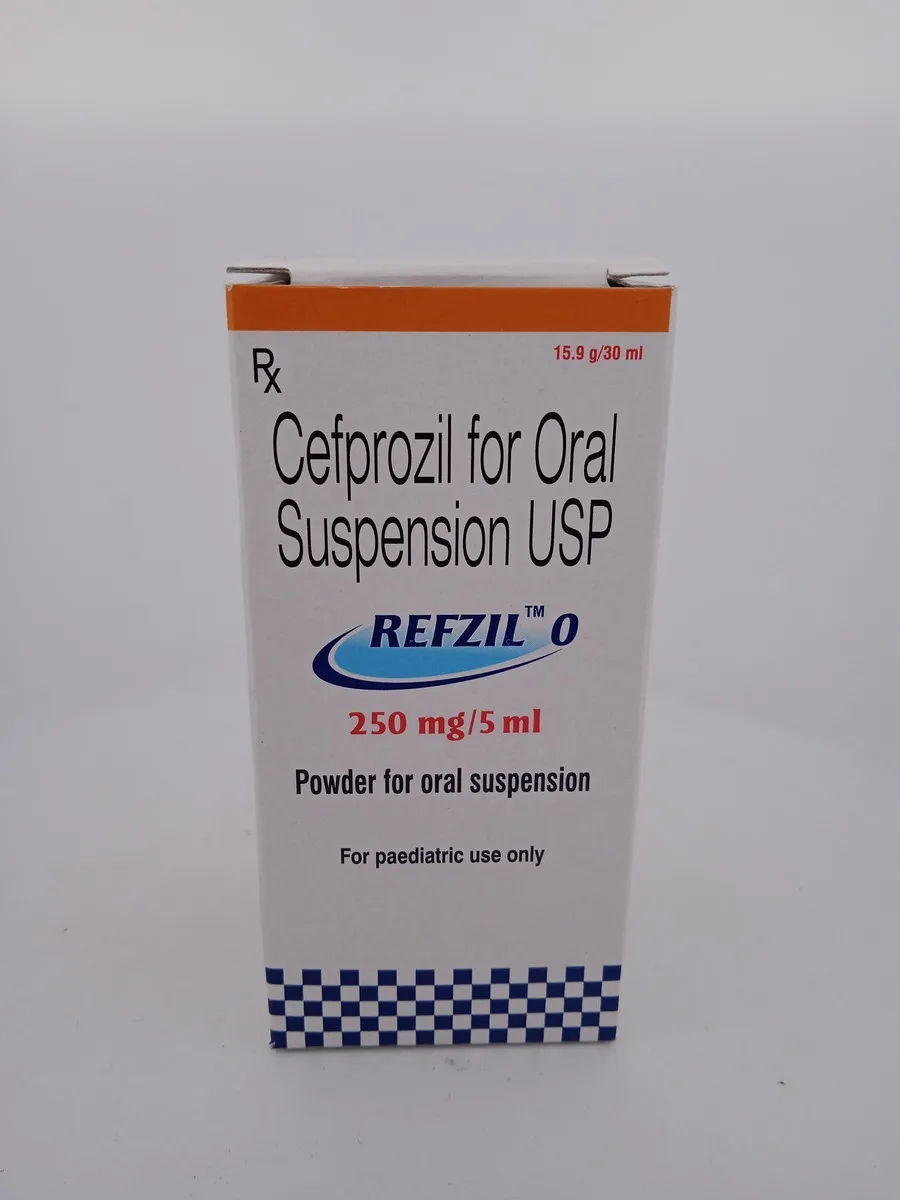 Rx
15.9 g/30 ml
Cefprozil for Oral
Suspension USP
REFZIL™ O
250 mg/5 ml
Powder for oral suspension
For paediatric use only